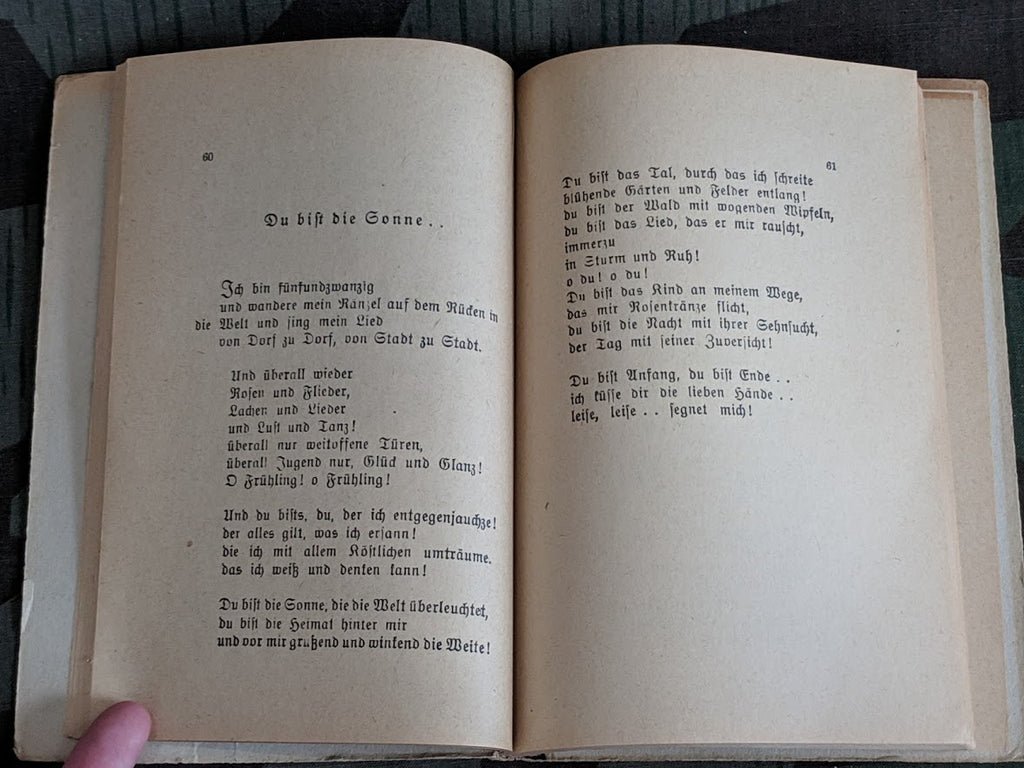 60
Du bist die Sonne . .
Ich bin fünfundzwanzig
und wandere mein Ränzel auf dem Rücken in
die Welt und sing mein Lied
von Dorf zu Dorf, von Stadt zu Stadt.
Und überall wieder
Rosen und Flieder,
Lachen und Lieder
und Lust und Tanz!
überall nur weitoffene Türen,
überall Jugend nur, Glück und Glanz!
O Frühling! o Frühling!
Und du bists, du, der ich entgegenjauchze!
der alles gilt, was ich ersann!
die ich mit allem Köstlichen umträume.
das ich weiß und denken kann!
Du bist die Sonne, die die Welt überleuchtet,
du bist die Heimat hinter mir
und vor mir grüßend und winkend die Weite!
61
Du bist das Tal, durch das ich schreite
blühende Gärten und Felder entlang!
du bist der Wald mit wogenden Wipfeln,
du bist das Lied, das er mir rauscht,
immerzu
in Sturm und Ruh!
o du! o du!
Du bist das Kind an meinem Wege,
das mir Rosenkränze flicht,
du bist die Nacht mit ihrer Sehnsucht,
der Tag mit seiner Zuversicht!
Du bist Anfang, du bist Ende . .
ich küsse dir die lieben Hände . .
leise, leise . . segnet mich!